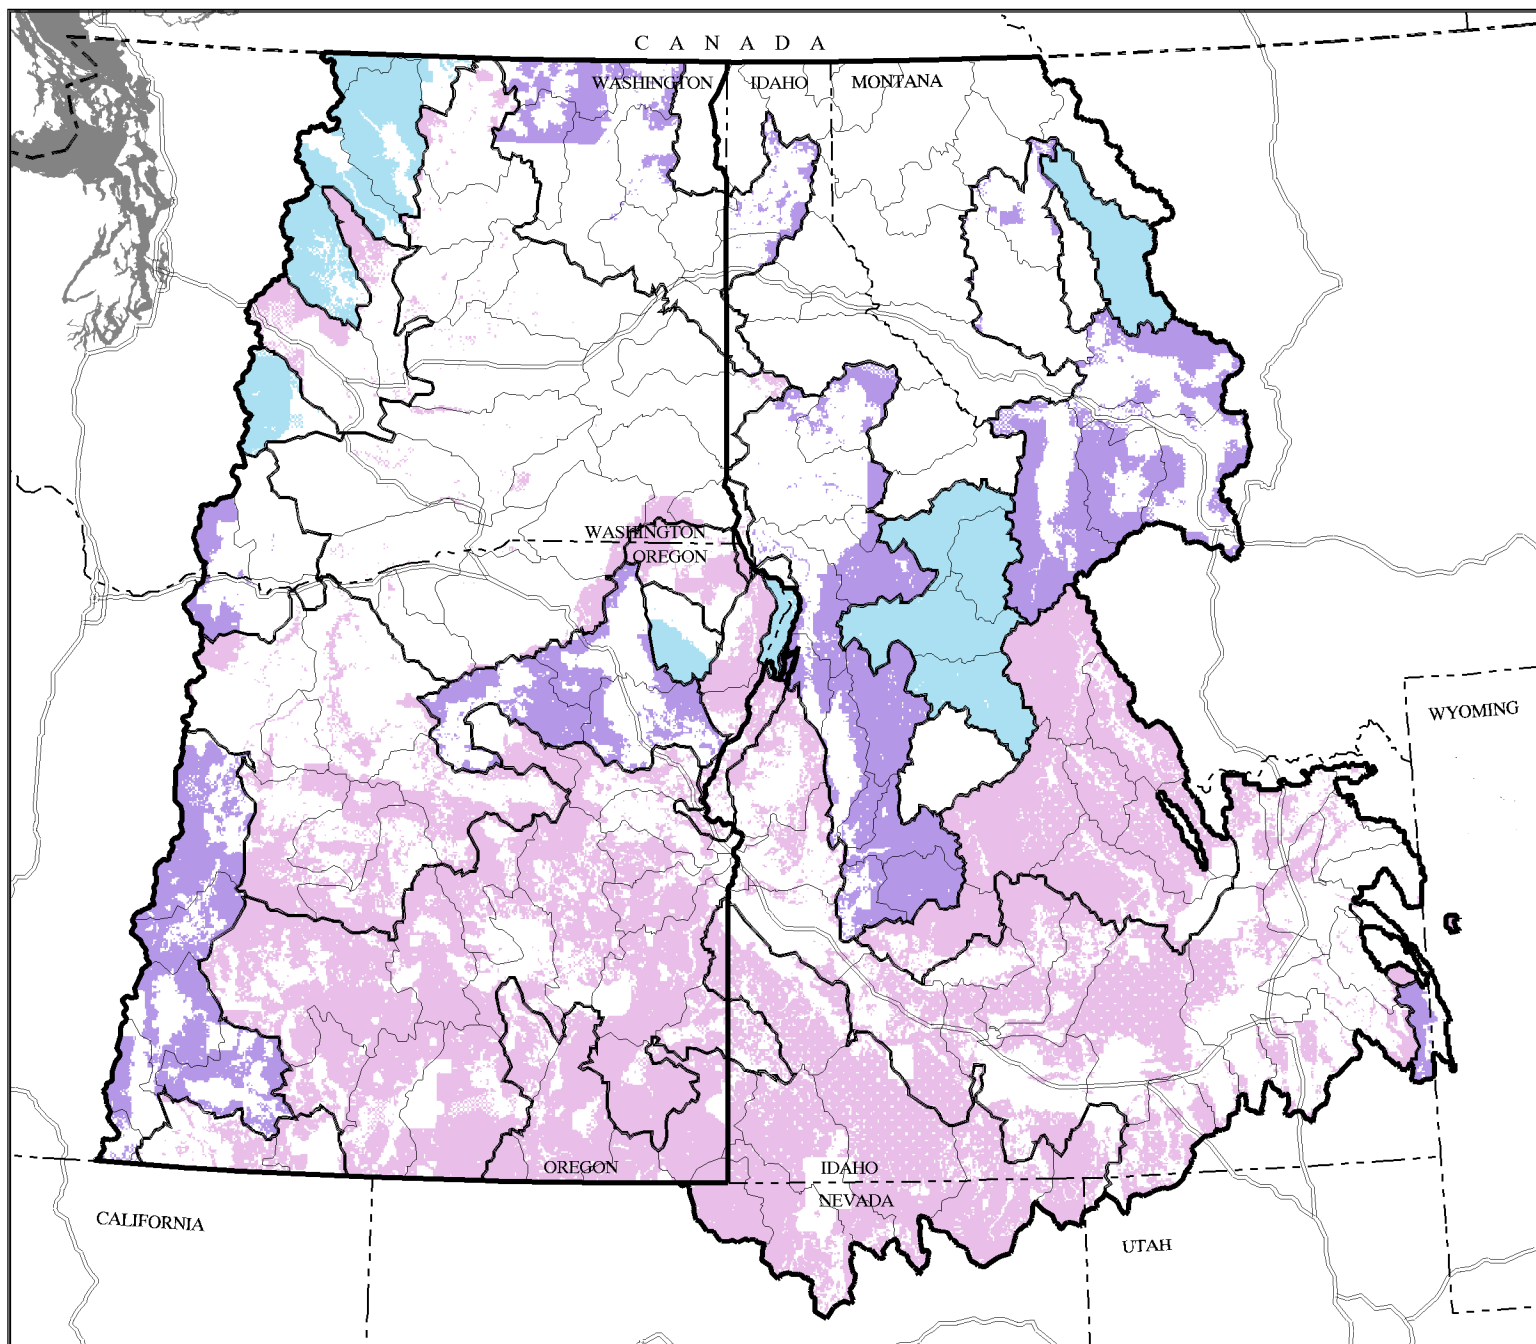 C A N A D A
WASHINGTON
IDAHO
MONTANA
WASHINGTON
OREGON
WYOMING
OREGON
IDAHO
NEVADA
CALIFORNIA
UTAH